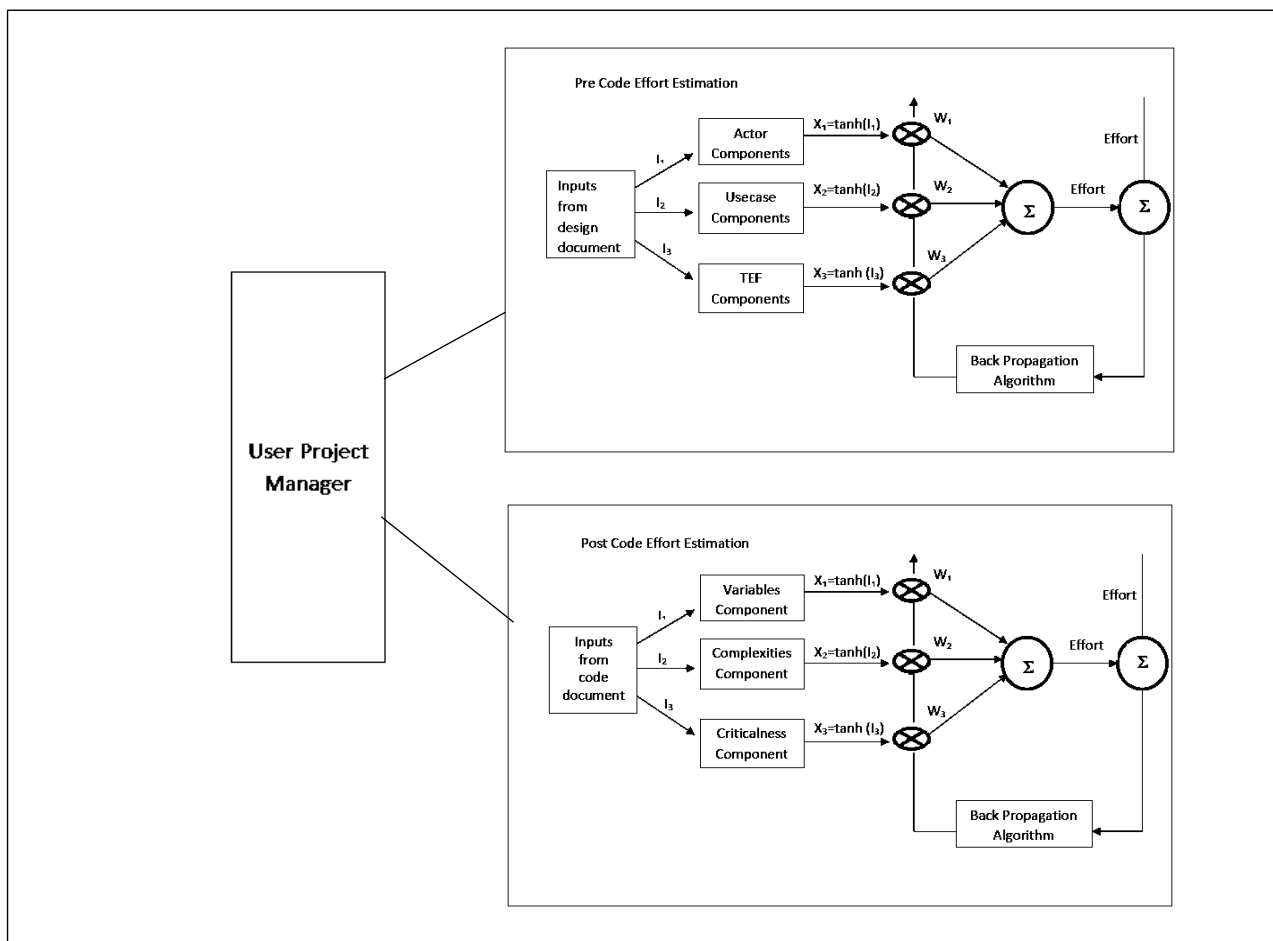 User Project
Manager
Pre Code Effort Estimation
Inputs
from
design
document
I₁
I₂
I₃
Actor
Components
Usecase
Components
TEF
Components
X₁=tanh(I₁)
X₂=tanh(I₂)
X₃=tanh (I₃)
W₁
W₂
W₃
Σ
Effort
Effort
Σ
Back Propagation
Algorithm
Post Code Effort Estimation
Inputs
from
code
document
I₁
I₂
I₃
Variables
Component
Complexities
Component
Criticalness
Component
X₁=tanh(I₁)
X₂=tanh(I₂)
X₃=tanh (I₃)
W₁
W₂
W₃
Σ
Effort
Effort
Σ
Back Propagation
Algorithm